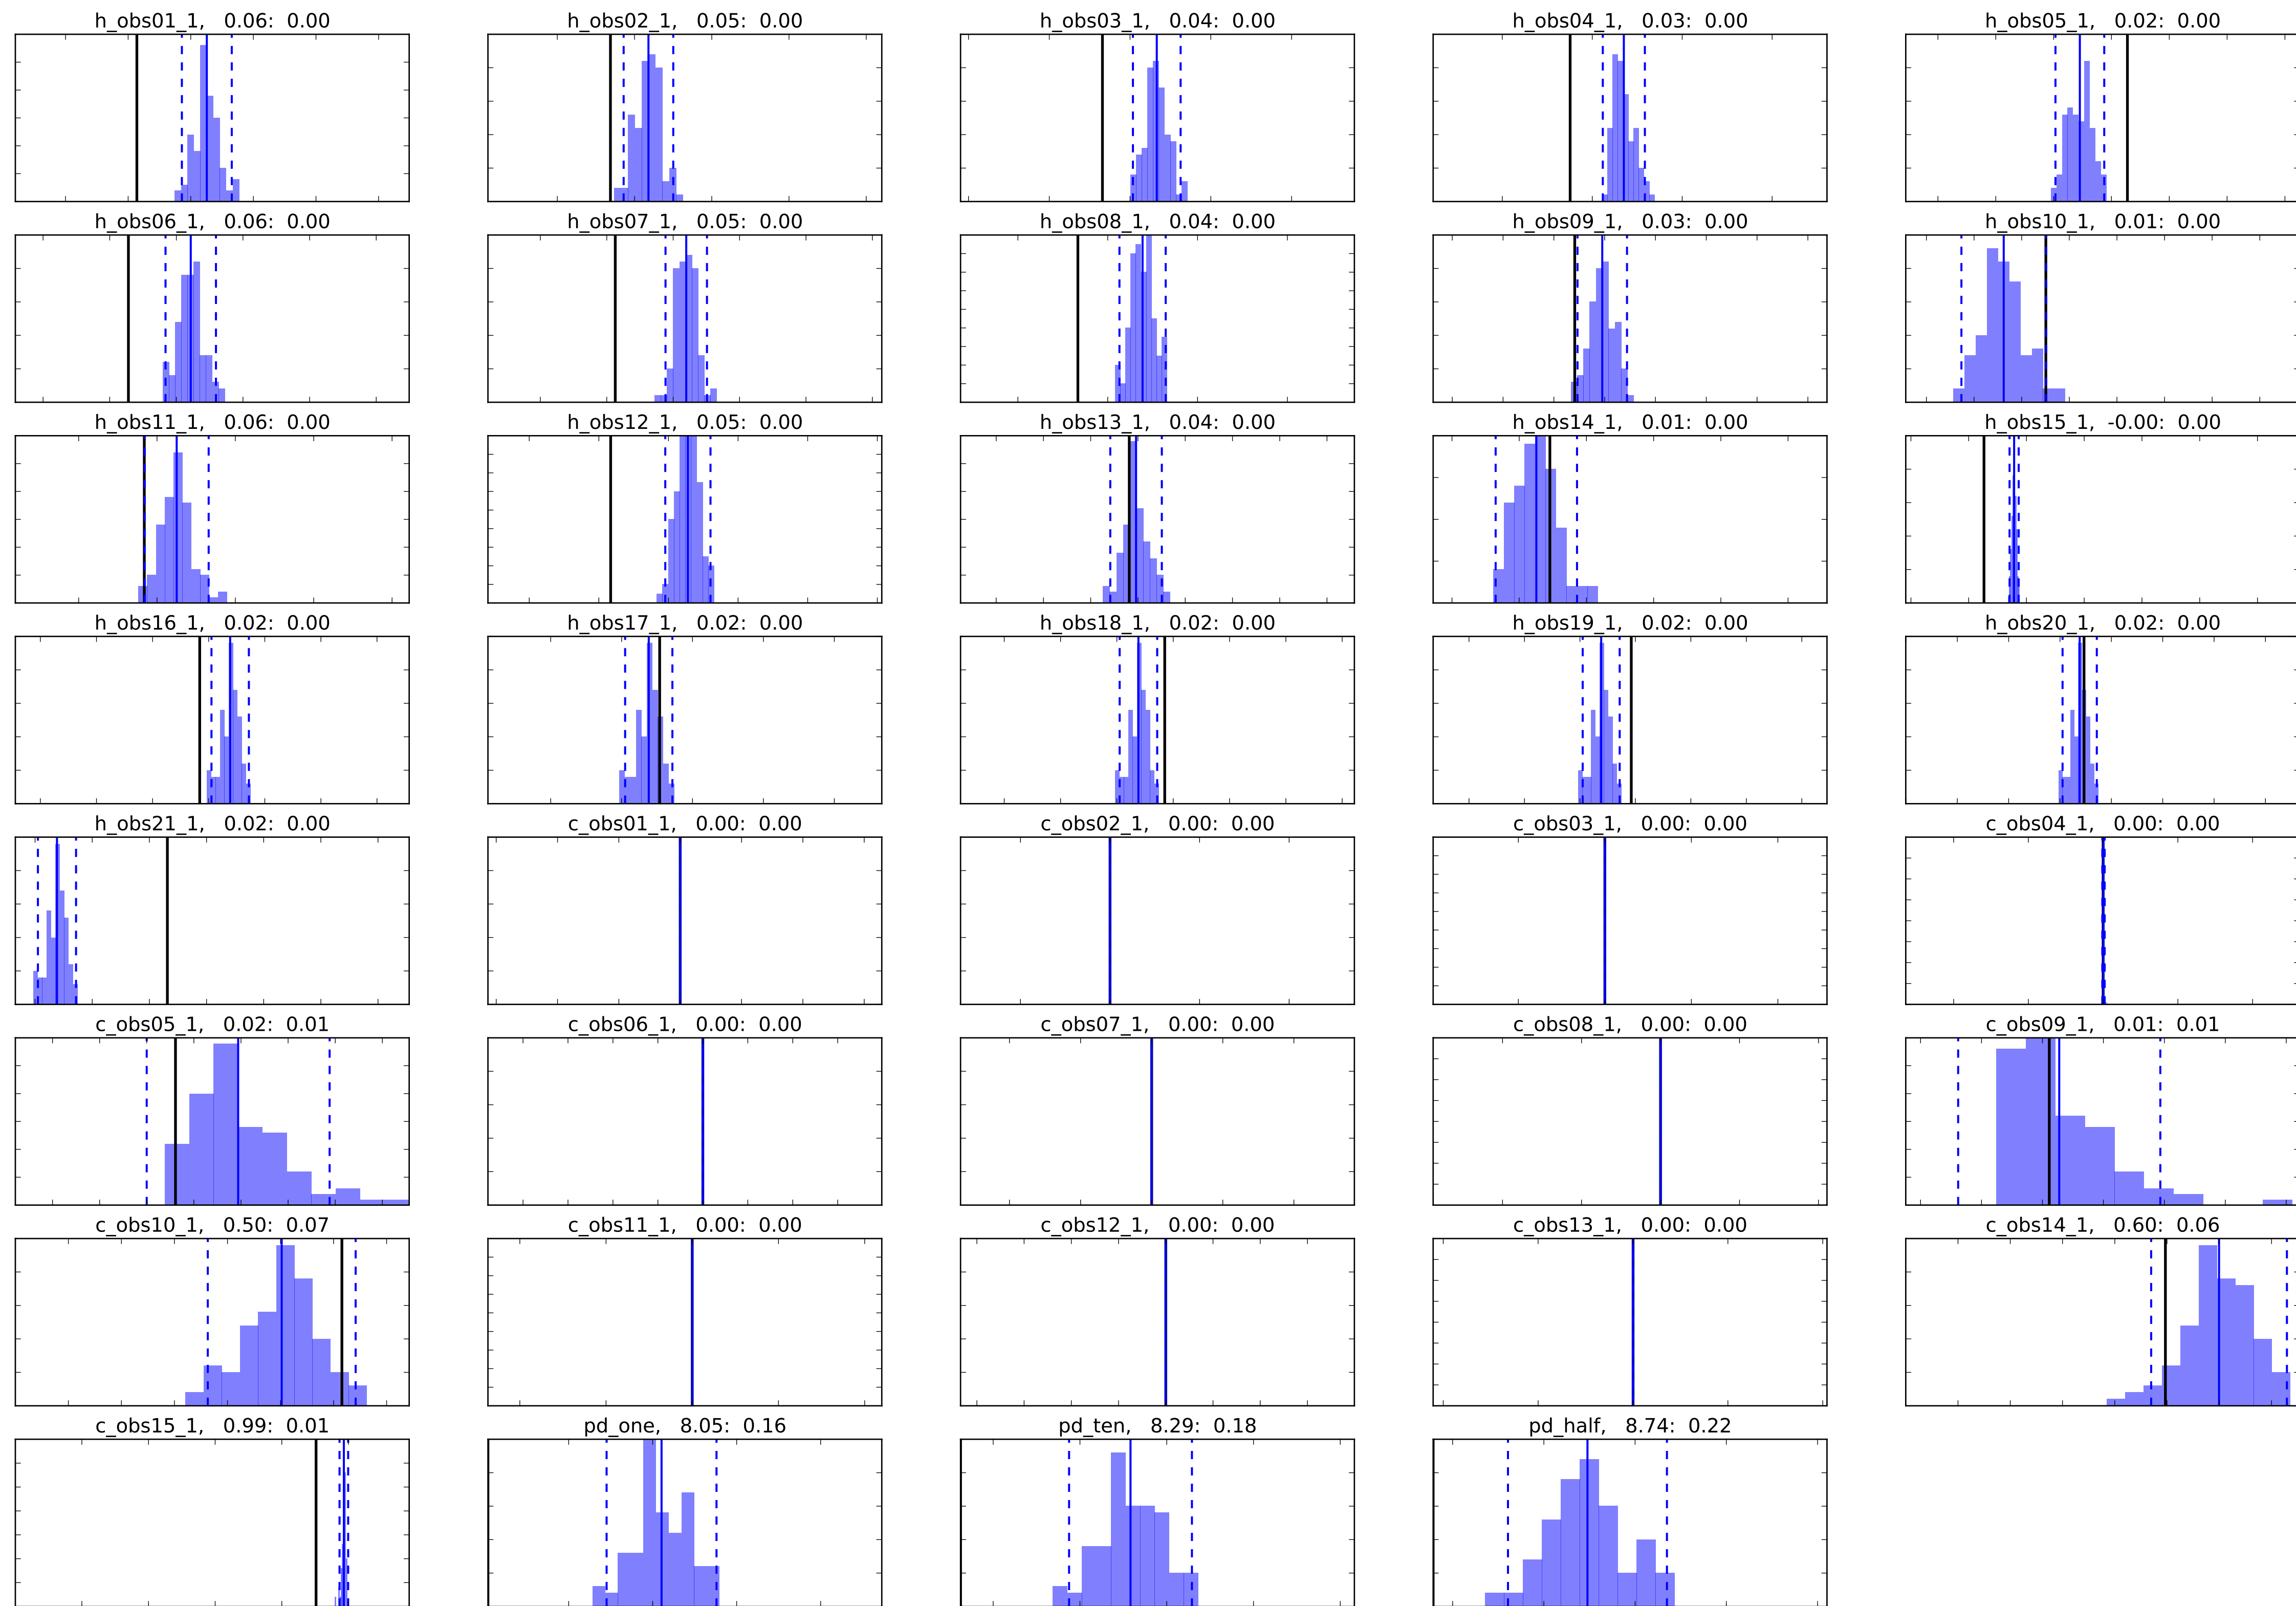 h_obs01_1, 0.06: 0.00
h_obs02_1, 0.05: 0.00
h_obs03_1, 0.04: 0.00
h_obs04_1, 0.03: 0.00
h_obs05_1, 0.02: 0.00
h_obs06_1, 0.06: 0.00
h_obs07_1, 0.05: 0.00
h_obs08_1, 0.04: 0.00
h_obs09_1, 0.03: 0.00
h_obs10_1, 0.01: 0.00
h_obs11_1, 0.06: 0.00
h_obs12_1, 0.05: 0.00
h_obs13_1, 0.04: 0.00
h_obs14_1, 0.01: 0.00
h_obs15_1, -0.00: 0.00
h_obs16_1, 0.02: 0.00
h_obs17_1, 0.02: 0.00
h_obs18_1, 0.02: 0.00
h_obs19_1, 0.02: 0.00
h_obs20_1, 0.02: 0.00
h_obs21_1, 0.02: 0.00
c_obs01_1, 0.00: 0.00
c_obs02_1, 0.00: 0.00
c_obs03_1, 0.00: 0.00
c_obs04_1, 0.00: 0.00
c_obs05_1, 0.02: 0.01
c_obs06_1, 0.00: 0.00
c_obs07_1, 0.00: 0.00
c_obs08_1, 0.00: 0.00
c_obs09_1, 0.01: 0.01
c_obs10_1, 0.50: 0.07
c_obs11_1, 0.00: 0.00
c_obs12_1, 0.00: 0.00
c_obs13_1, 0.00: 0.00
c_obs14_1, 0.60: 0.06
c_obs15_1, 0.99: 0.01
pd_one, 8.05: 0.16
pd_ten, 8.29: 0.18
pd_half, 8.74: 0.22